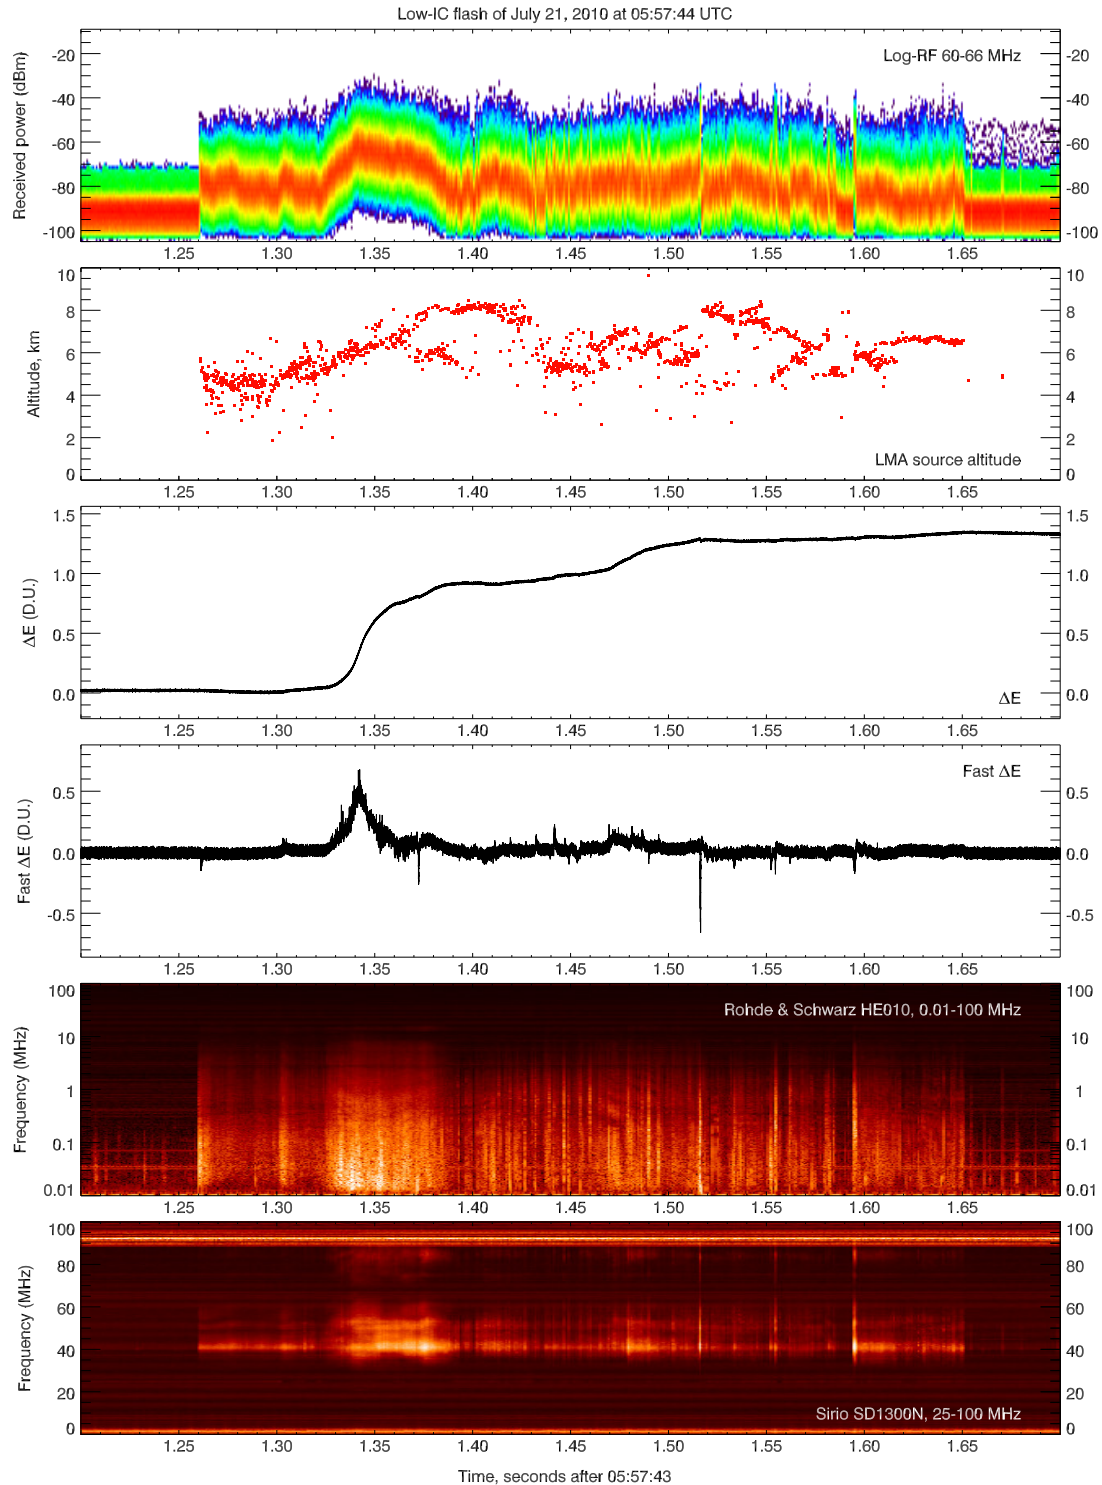 Low-IC flash of July 21, 2010 at 05:57:44 UTC
Log-RF 60-66 MHz
Received power (dBm)
-20 -20
-40 -40
-60 -60
-80 -80
-100 -100
1.25 1.30 1.35 1.40 1.45 1.50 1.55 1.60 1.65
Altitude, km
10 10
8 8
6 6
4 4
2 2
0 0
LMA source altitude
1.25 1.30 1.35 1.40 1.45 1.50 1.55 1.60 1.65
ΔE (D.U.)
1.5 1.5
1.0 1.0
0.5 0.5
0.0 0.0
ΔE
1.25 1.30 1.35 1.40 1.45 1.50 1.55 1.60 1.65
Fast ΔE
Fast ΔE (D.U.)
0.5 0.5
0.0 0.0
-0.5 -0.5
1.25 1.30 1.35 1.40 1.45 1.50 1.55 1.60 1.65
Frequency (MHz)
100 100
Rohde & Schwarz HE010, 0.01-100 MHz
10 10
1 1
0.1 0.1
0.01 0.01
1.25 1.30 1.35 1.40 1.45 1.50 1.55 1.60 1.65
Frequency (MHz)
100 100
80 80
60 60
40 40
20 20
Sirio SD1300N, 25-100 MHz
0 0
1.25 1.30 1.35 1.40 1.45 1.50 1.55 1.60 1.65
Time, seconds after 05:57:43